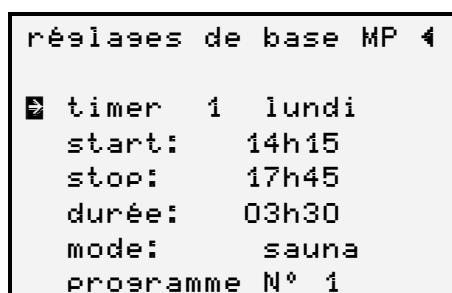 réglages de base MP
timer 1 lundi
start: 14h15
stop: 17h45
durée: 03h30
mode: sauna
programme N° 1